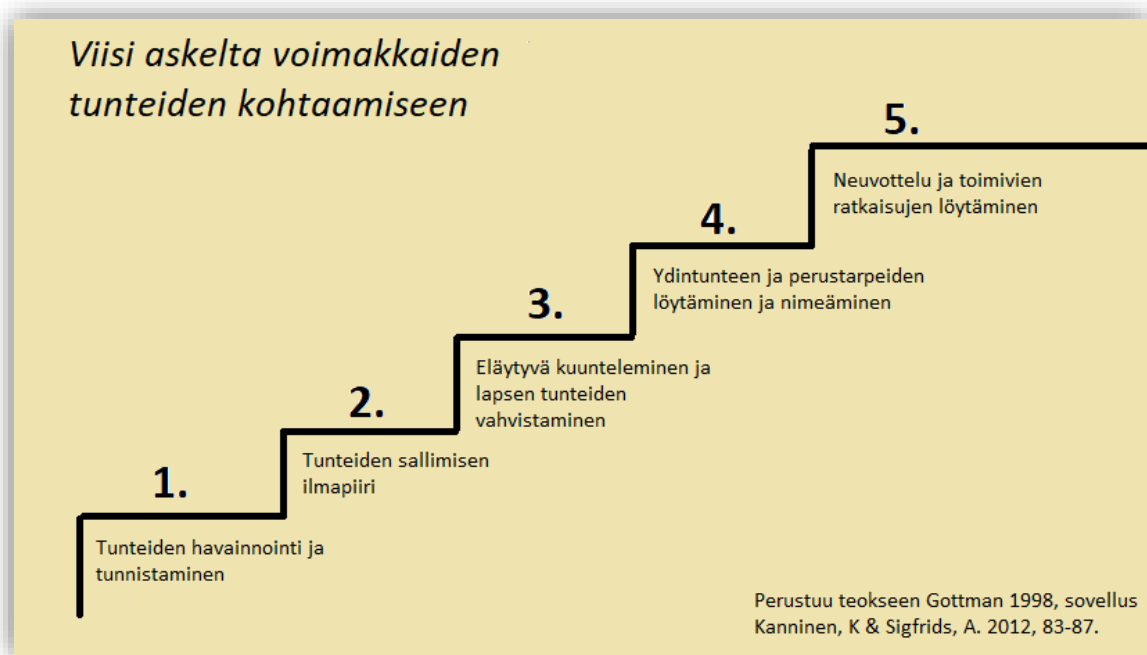 Viisi askelta voimakkaiden
tunteiden kohtaamiseen
1.
Tunteiden havainnointi ja
tunnistaminen
2.
Tunteiden sallimisen
ilmapiiri
3.
Eläytyvä kuunteleminen ja
lapsen tunteiden
vahvistaminen
4.
Ydintunteen ja perustarpeiden
löytäminen ja nimeäminen
5.
Neuvottelu ja toimivien
ratkaisujen löytäminen
Perustuu teokseen Gottman 1998, sovellus
Kanninen, K & Sigfrids, A. 2012, 83-87.